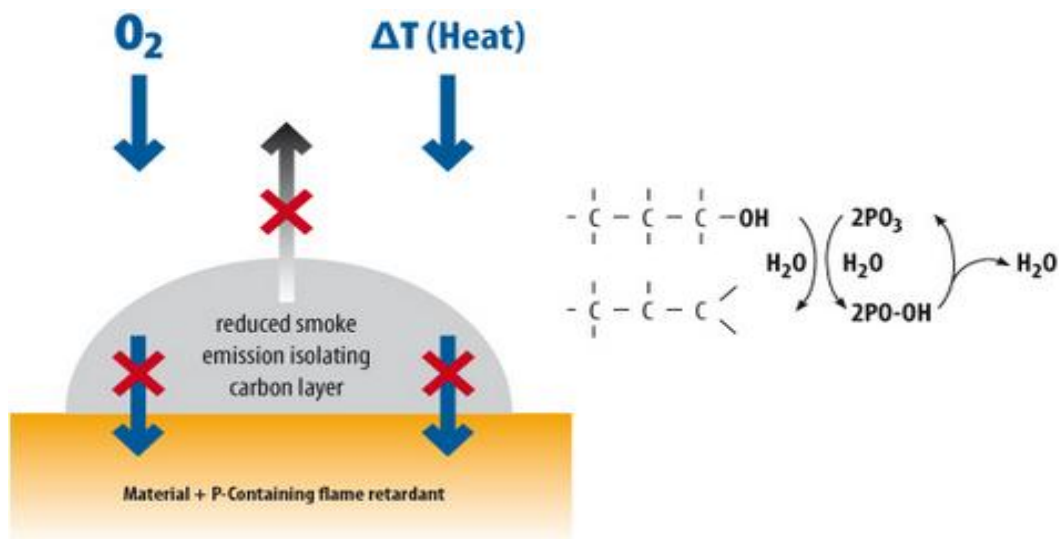 O₂
ΔT (Heat)
reduced smoke
emission isolating
carbon layer
Material + P-Containing flame retardant
- C - C - C - OH
2PO₃
H₂O
H₂O
H₂O
- C - C - C
2PO-OH